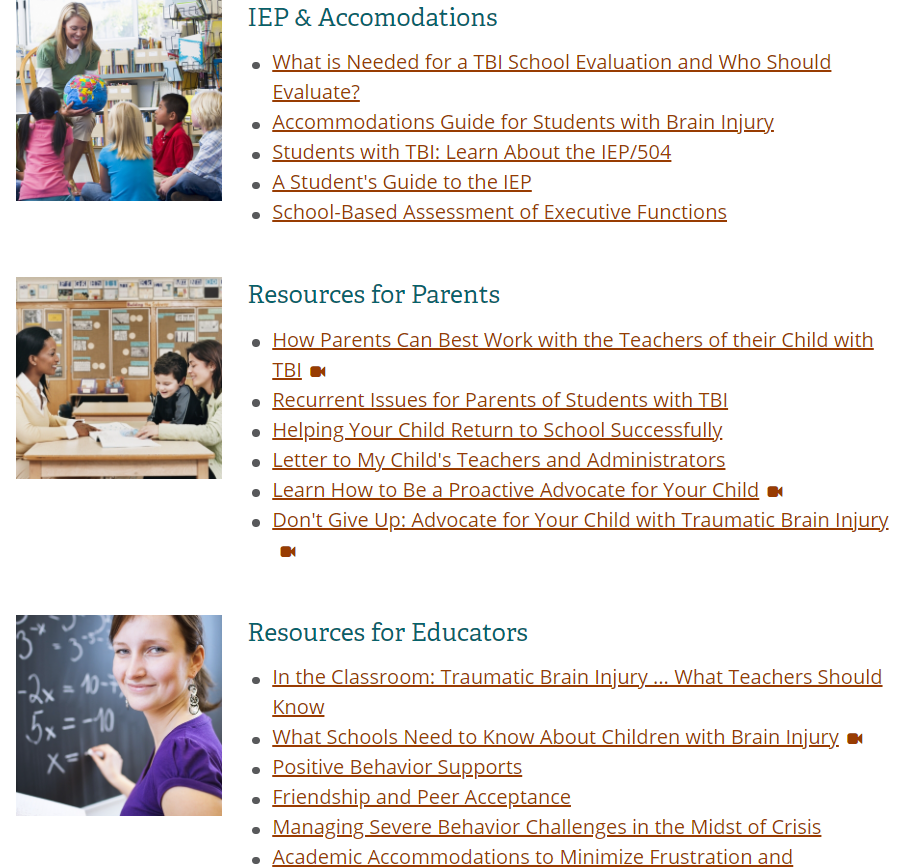 IEP & Accomodations
What is Needed for a TBI School Evaluation and Who Should
Evaluate?
Accommodations Guide for Students with Brain Injury
Students with TBI: Learn About the IEP/504
A Student's Guide to the IEP
School-Based Assessment of Executive Functions
Resources for Parents
How Parents Can Best Work with the Teachers of their Child with
TBI
Recurrent Issues for Parents of Students with TBI
Helping Your Child Return to School Successfully
Letter to My Child's Teachers and Administrators
Learn How to Be a Proactive Advocate for Your Child
Don't Give Up: Advocate for Your Child with Traumatic Brain Injury
Resources for Educators
In the Classroom: Traumatic Brain Injury ... What Teachers Should
Know
What Schools Need to Know About Children with Brain Injury
Positive Behavior Supports
Friendship and Peer Acceptance
Managing Severe Behavior Challenges in the Midst of Crisis
Academic Accommodations to Minimize Frustration and
-2x = 10-
5x = -10
x =